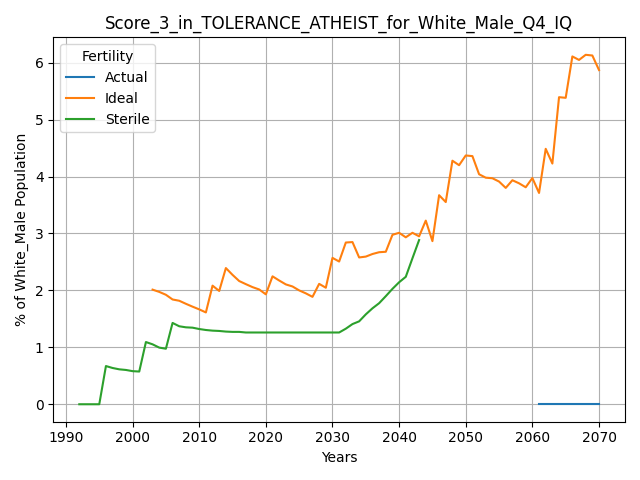 Score_3_in_TOLERANCE_ATHEIST_for_White_Male_Q4_IQ
Fertility
Actual
Ideal
Sterile
% of White_Male Population
6
5
4
3
2
1
0
1990 2000 2010 2020 2030 2040 2050 2060 2070
Years